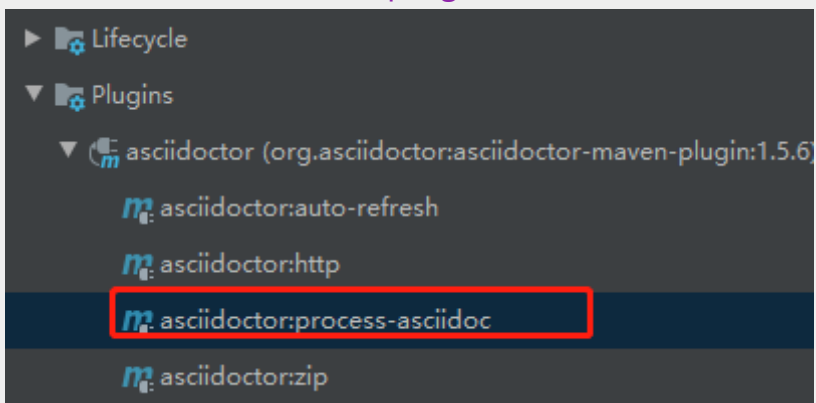 Lifecycle
Plugins
asciidoctor (org.asciidoctor:asciidoctor-maven-plugin:1.5.6)
asciidoctor:auto-refresh
asciidoctor:http
asciidoctor:process-asciidoc
asciidoctor:zip